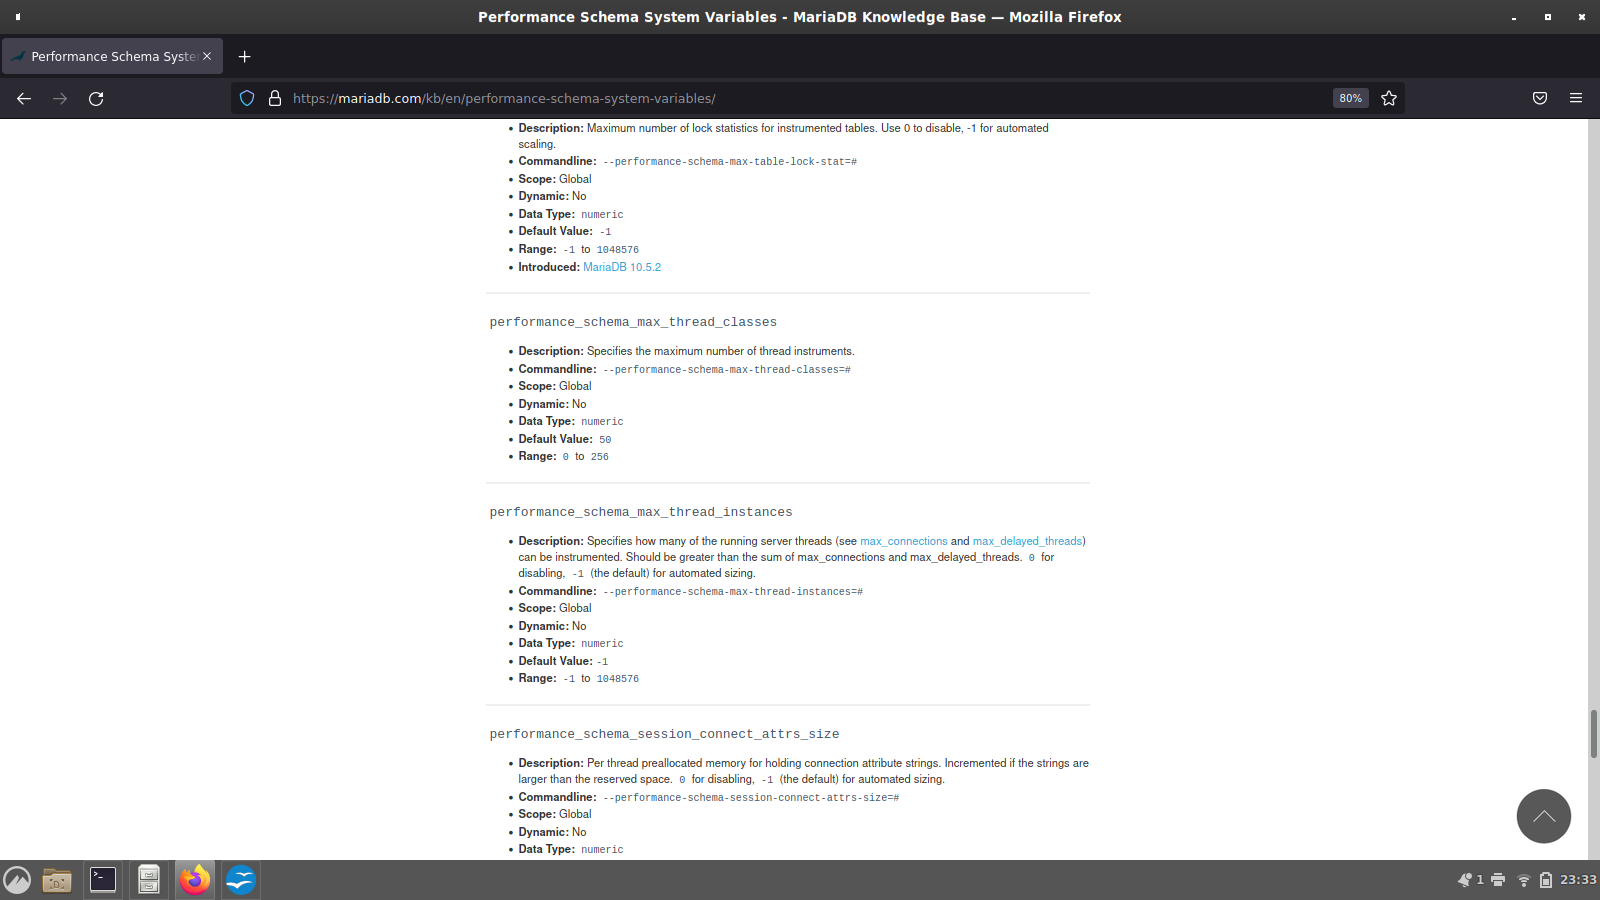 Performance Schema System Variables - MariaDB Knowledge Base — Mozilla Firefox
Performance Schema Syste
https://mariadb.com/kb/en/performance-schema-system-variables/
80%
• Description: Maximum number of lock statistics for instrumented tables. Use 0 to disable, -1 for automated
scaling.
• Commandline: --performance-schema-max-table-lock-stat=#
• Scope: Global
• Dynamic: No
• Data Type: numeric
• Default Value: -1
• Range: -1 to 1048576
• Introduced: MariaDB 10.5.2
performance_schema_max_thread_classes
• Description: Specifies the maximum number of thread instruments.
• Commandline: --performance-schema-max-thread-classes=#
• Scope: Global
• Dynamic: No
• Data Type: numeric
• Default Value: 50
• Range: 0 to 256
performance_schema_max_thread_instances
• Description: Specifies how many of the running server threads (see max_connections and max_delayed_threads)
can be instrumented. Should be greater than the sum of max_connections and max_delayed_threads. 0 for
disabling, -1 (the default) for automated sizing.
• Commandline: --performance-schema-max-thread-instances=#
• Scope: Global
• Dynamic: No
• Data Type: numeric
• Default Value: -1
• Range: -1 to 1048576
performance_schema_session_connect_attrs_size
• Description: Per thread preallocated memory for holding connection attribute strings. Incremented if the strings are
larger than the reserved space. 0 for disabling, -1 (the default) for automated sizing.
• Commandline: --performance-schema-session-connect-attrs-size=#
• Scope: Global
• Dynamic: No
• Data Type: numeric
1
23:33